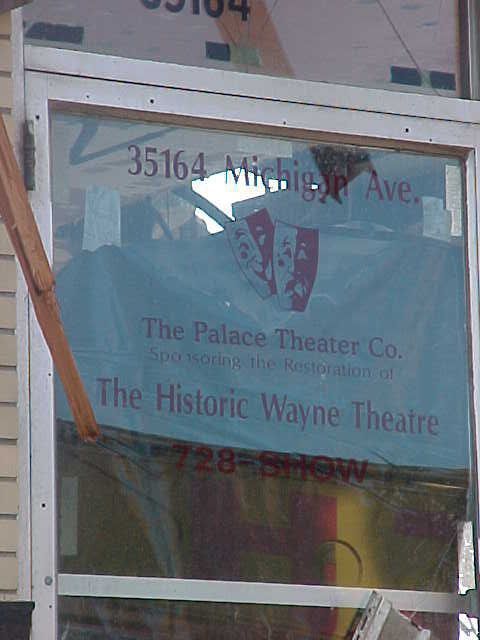 35164
35164 Michigan Ave.
The Palace Theater Co.
Sponsoring the Restoration of
The Historic Wayne Theatre
728-SHOW